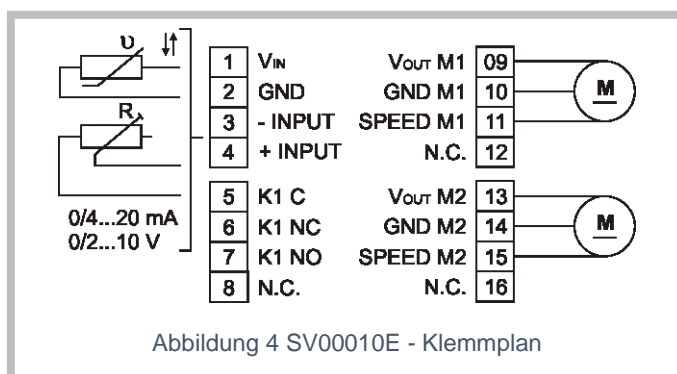 ʋ ↓↑
R
0/4...20 mA
0/2...10 V
1 VIN
2 GND
3 - INPUT
4 + INPUT
5 K1 C
6 K1 NC
7 K1 NO
8 N.C.
VOUT M1 09
GND M1 10
SPEED M1 11
N.C. 12
VOUT M2 13
GND M2 14
SPEED M2 15
N.C. 16
M
M
Abbildung 4 SV00010E - Klemmplan